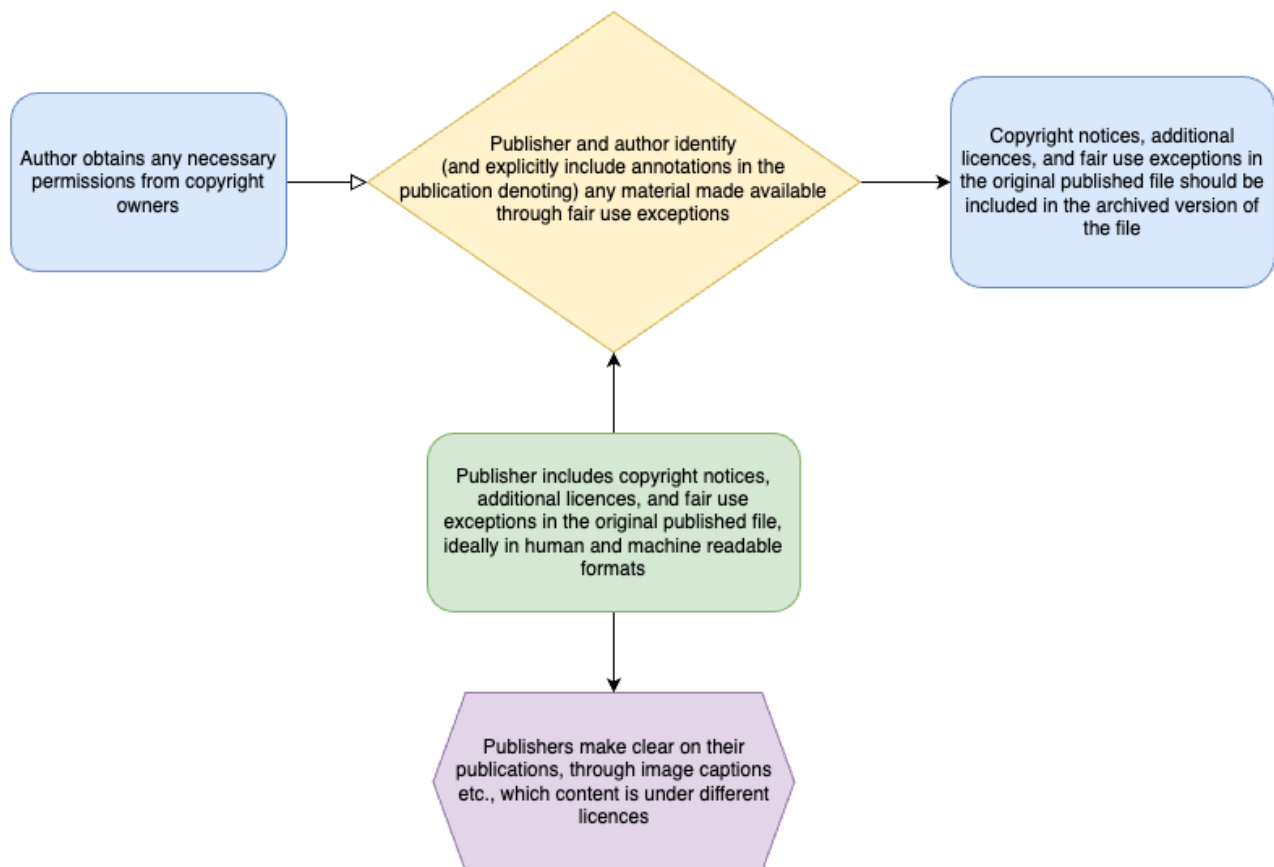 Author obtains any necessary
permissions from copyright
owners
Publisher and author identify
(and explicitly include annotations in the
publication denoting) any material made available
through fair use exceptions
Copyright notices, additional
licences, and fair use exceptions in
the original published file should be
included in the archived version of
the file
Publisher includes copyright notices,
additional licences, and fair use
exceptions in the original published file,
ideally in human and machine readable
formats
Publishers make clear on their
publications, through image captions
etc., which content is under different
licences